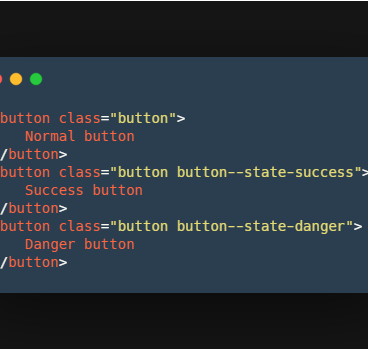 button class="button">
Normal button
/button>
button class="button button--state-success">
Success button
/button>
button class="button button--state-danger">
Danger button
/button>